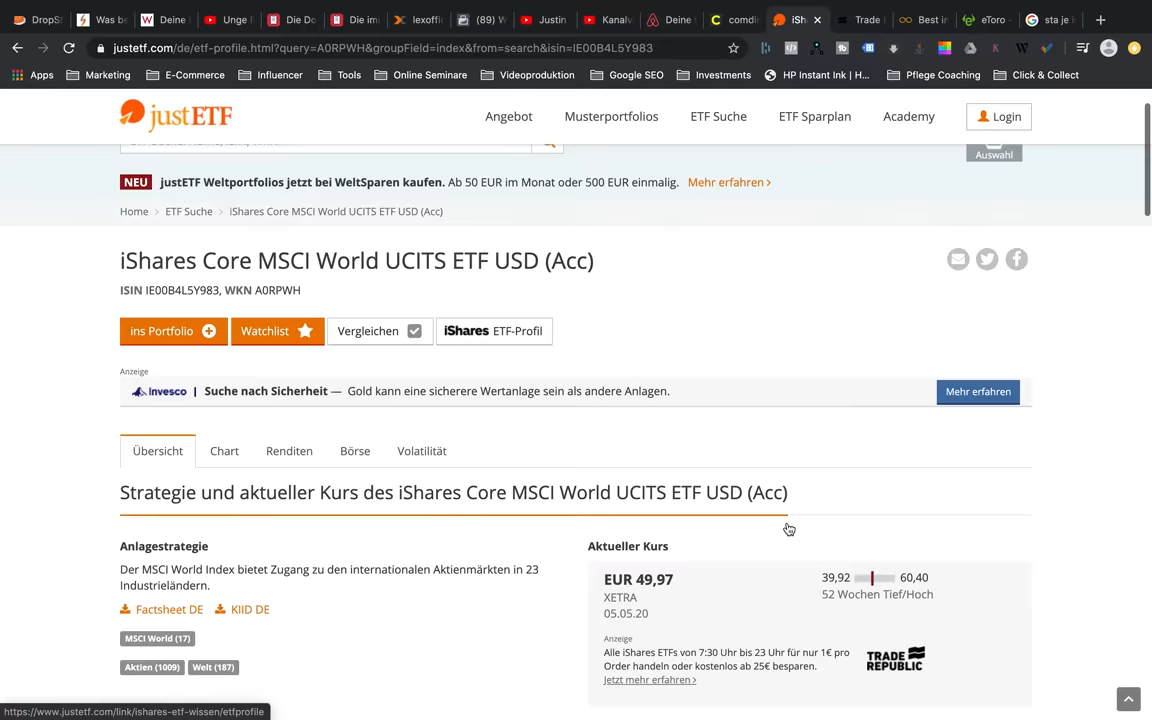 DropS
Was be
Deine
Unge
Die Do
Die im
lexoffic
(89) W
Justin
Kanalv
Deine
comdi
iSh
Trade
Best in
eToro -
sta je
justetf.com/de/etf-profile.html?query=A0RPWH&groupField=index&from=search&isin=IE00B4L5Y983
Apps Marketing E-Commerce Influencer Tools Online Seminare Videoproduktion Google SEO Investments HP Instant Ink | H... Pflege Coaching Click & Collect
justETF
Angebot Musterportfolios ETF Suche ETF Sparplan Academy Login
Auswahl
NEU justETF Weltportfolios jetzt bei WeltSparen kaufen. Ab 50 EUR im Monat oder 500 EUR einmalig. Mehr erfahren ›
Home › ETF Suche › iShares Core MSCI World UCITS ETF USD (Acc)
iShares Core MSCI World UCITS ETF USD (Acc)
ISIN IE00B4L5Y983, WKN A0RPWH
ins Portfolio Watchlist Vergleichen iShares ETF-Profil
Anzeige
Invesco | Suche nach Sicherheit — Gold kann eine sicherere Wertanlage sein als andere Anlagen. Mehr erfahren
Übersicht Chart Renditen Börse Volatilität
Strategie und aktueller Kurs des iShares Core MSCI World UCITS ETF USD (Acc)
Anlagestrategie
Der MSCI World Index bietet Zugang zu den internationalen Aktienmärkten in 23
Industrieländern.
Factsheet DE KIID DE
MSCI World (17)
Aktien (1009) Welt (187)
Aktueller Kurs
EUR 49,97
XETRA
05.05.20
39,92 60,40
52 Wochen Tief/Hoch
Anzeige
Alle iShares ETFs von 7:30 Uhr bis 23 Uhr für nur 1€ pro
Order handeln oder kostenlos ab 25€ besparen.
Jetzt mehr erfahren ›
TRADE
REPUBLIC
https://www.justetf.com/link/ishares-etf-wissen/etfprofile